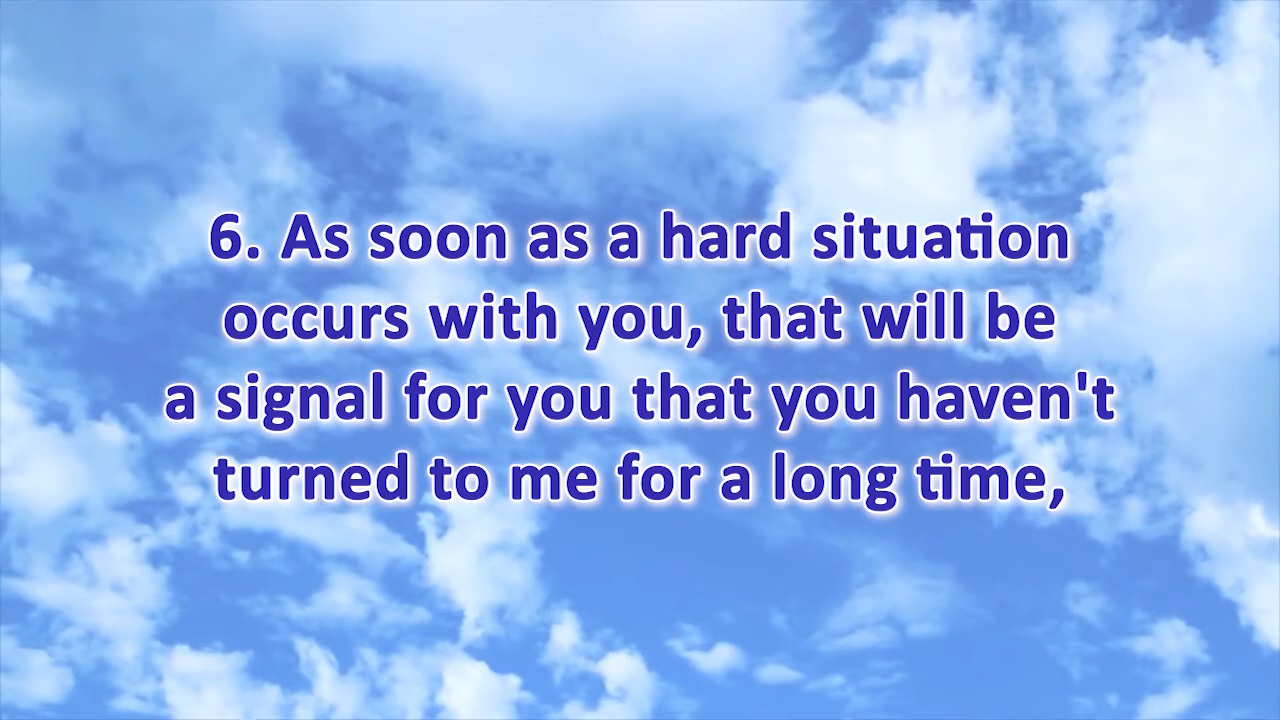 6. As soon as a hard situation
occurs with you, that will be
a signal for you that you haven't
turned to me for a long time,